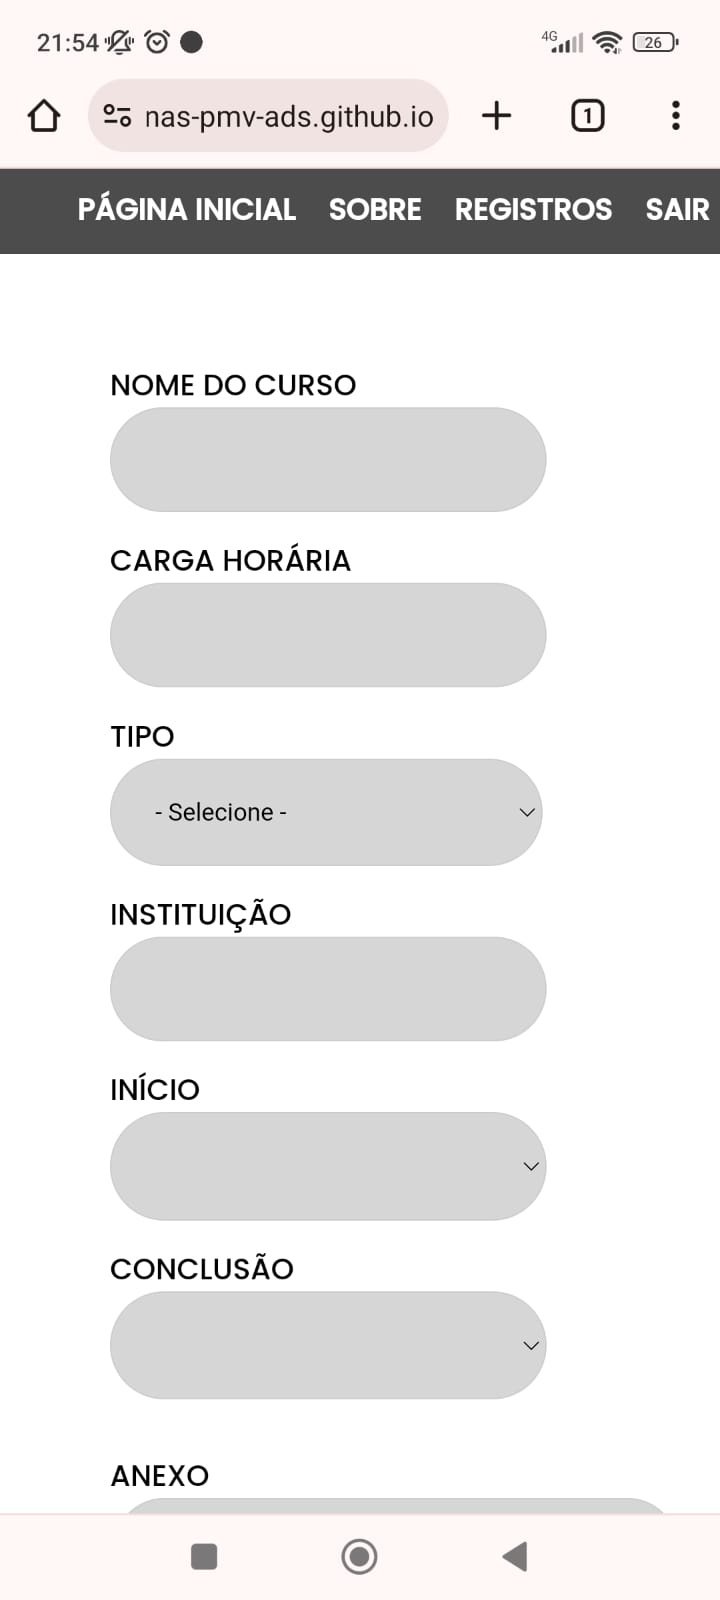 21:54 4G 26
nas-pmv-ads.github.io 1
PÁGINA INICIAL SOBRE REGISTROS SAIR
NOME DO CURSO
CARGA HORÁRIA
TIPO
- Selecione -
INSTITUIÇÃO
INÍCIO
CONCLUSÃO
ANEXO